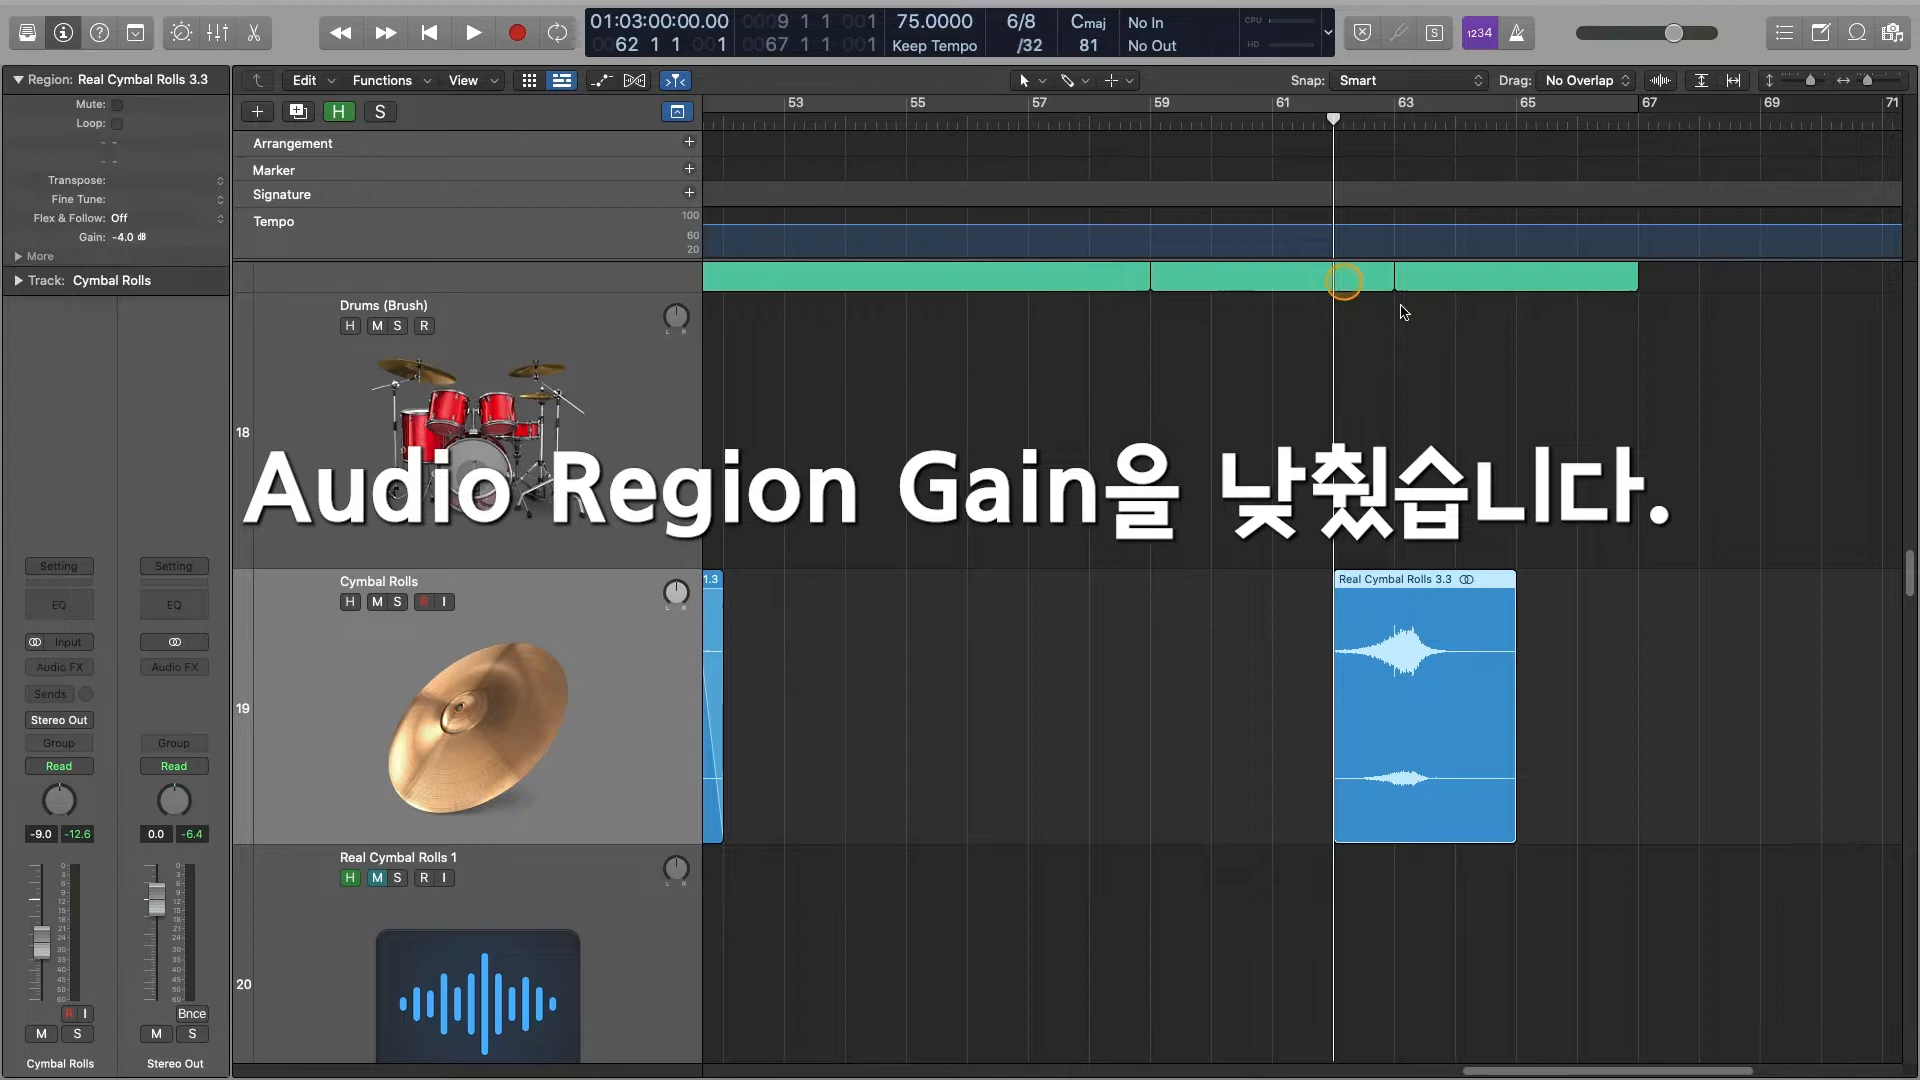 01:03:00:00.00
0062 1 1 001
0009 1 1 001
0067 1 1 001
75.0000
Keep Tempo
6/8
/32
Cmaj
81
No In
No Out
CPU
HD
1234
Region: Real Cymbal Rolls 3.3
Mute:
Loop:
Transpose:
Fine Tune:
Flex & Follow: Off
Gain: -4.0 dB
More
Track: Cymbal Rolls
Edit Functions View
Snap: Smart
Drag: No Overlap
H S
53 55 57 59 61 63 65 67 69 71
Arrangement
Marker
Signature
Tempo
100
60
20
Drums (Brush)
H M S R
18
Audio Region Gain을 낮췄습니다.
Cymbal Rolls
H M S R I
19
1.3
Real Cymbal Rolls 3.3
Real Cymbal Rolls 1
H M S R I
20
Setting Setting
EQ EQ
Input
Audio FX Audio FX
Sends
Stereo Out
Group Group
Read Read
-9.0 -12.6 0.0 -6.4
R I Bnce
M S M S
Cymbal Rolls Stereo Out